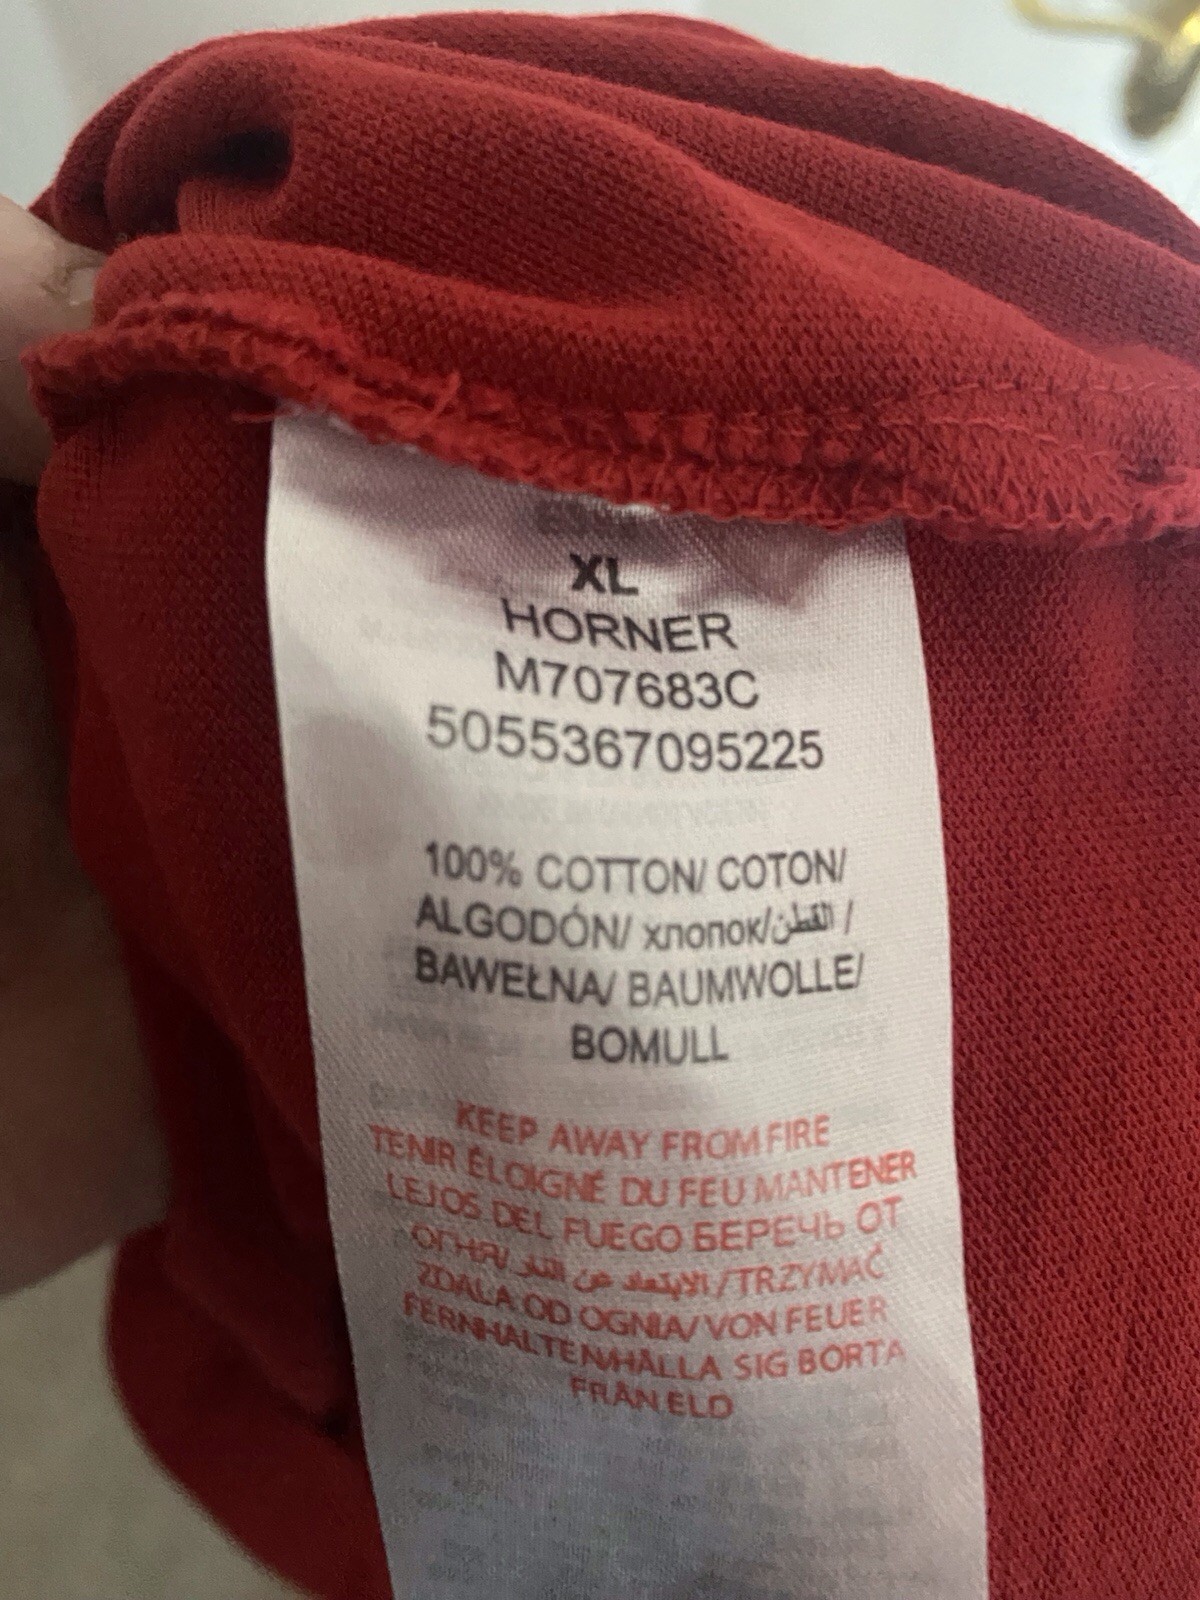 XL
HORNER
M707683C
5055367095225
100% COTTON/ COTON/
ALGODÓN/ хлопок/القطن /
BAWEŁNA/ BAUMWOLLE/
BOMULL
KEEP AWAY FROM FIRE
TENIR ÉLOIGNÉ DU FEU MANTENER
LEJOS DEL FUEGO БЕРЕЧЬ ОТ
ОГНЯ/ الابتعاد عن النار / TRZYMAĆ
ZDALA OD OGNIA/ VON FEUER
FERNHALTEN/HÅLLA SIG BORTA
FRÅN ELD